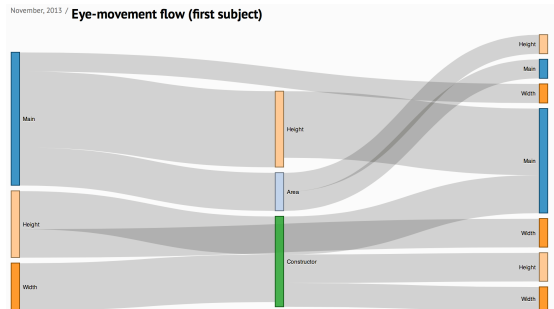 November, 2013 / Eye-movement flow (first subject)
Height
Main
Width
Main
Height
Main
Area
Height
Width
Constructor
Height
Width
Width